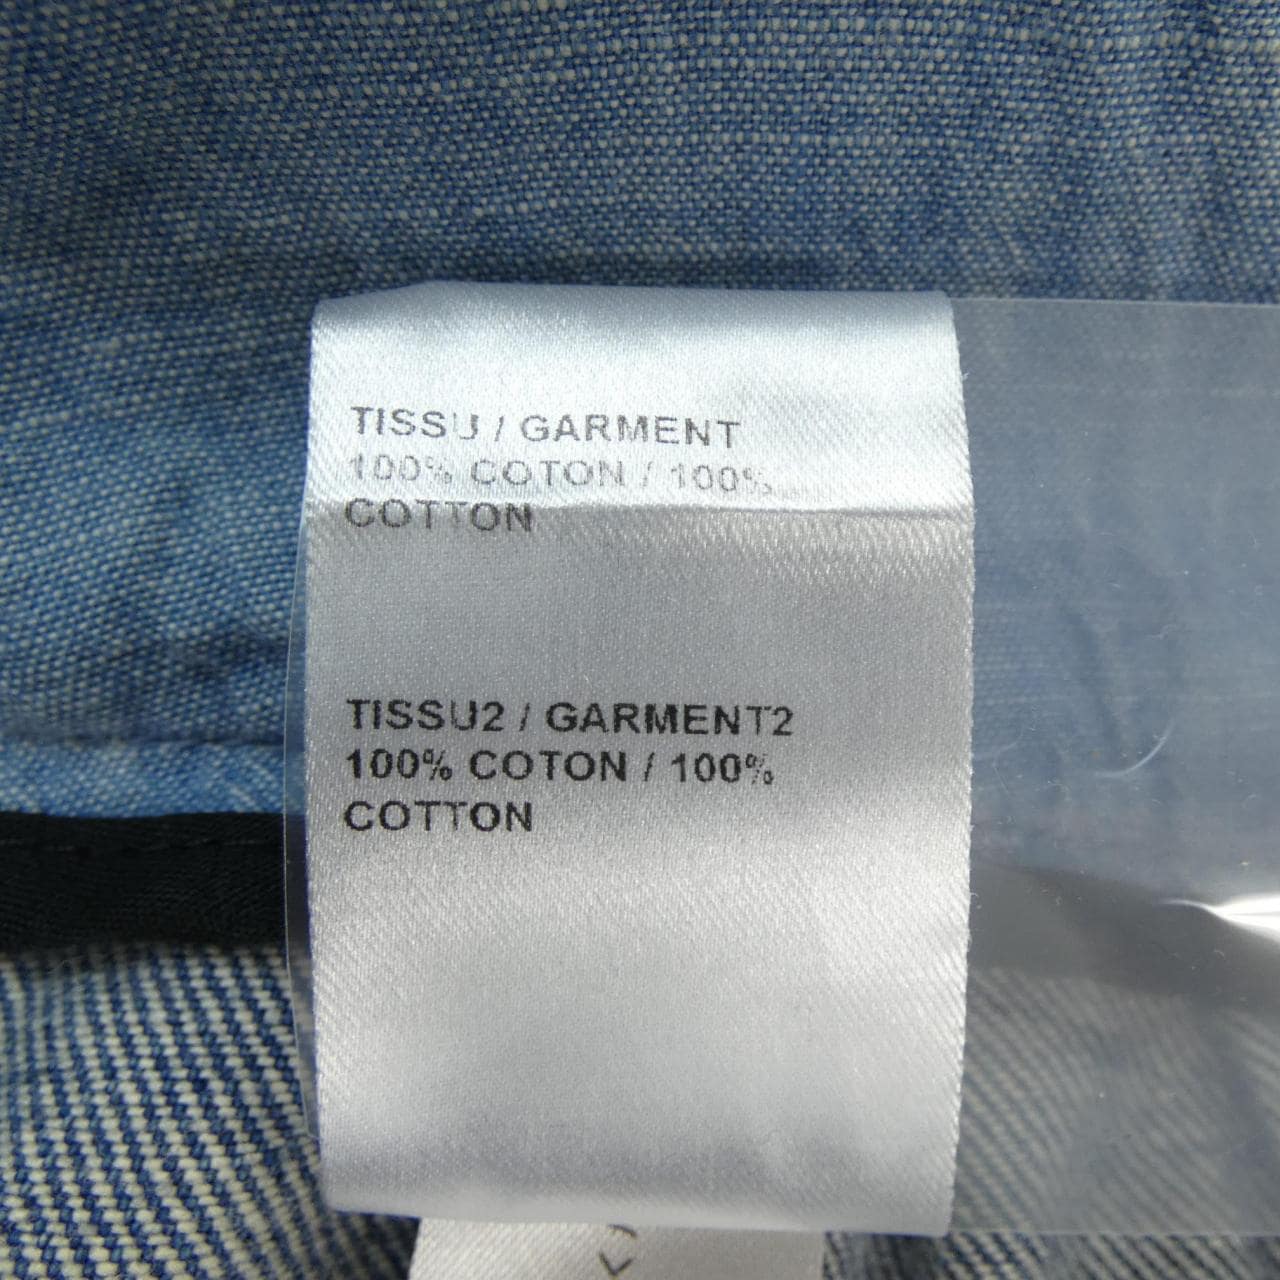 TISSU / GARMENT
100% COTON / 100%
COTTON
TISSU2 / GARMENT2
100% COTON / 100%
COTTON